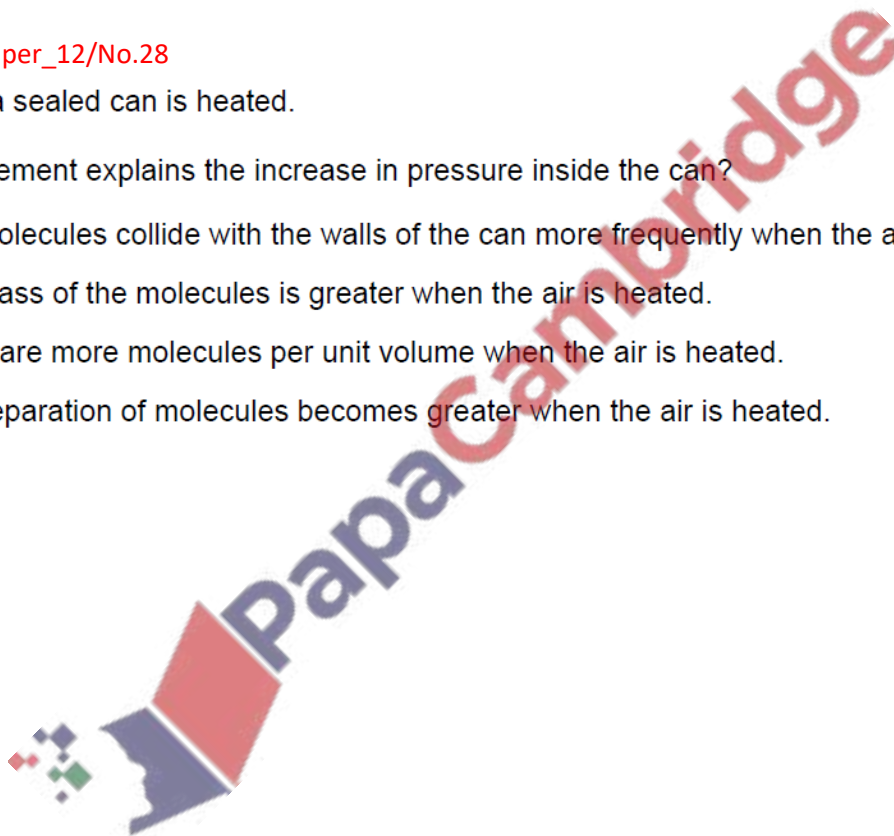 per_12/No.28
a sealed can is heated.
ement explains the increase in pressure inside the can?
olecules collide with the walls of the can more frequently when the a
ass of the molecules is greater when the air is heated.
are more molecules per unit volume when the air is heated.
eparation of molecules becomes greater when the air is heated.
PapaCambridge